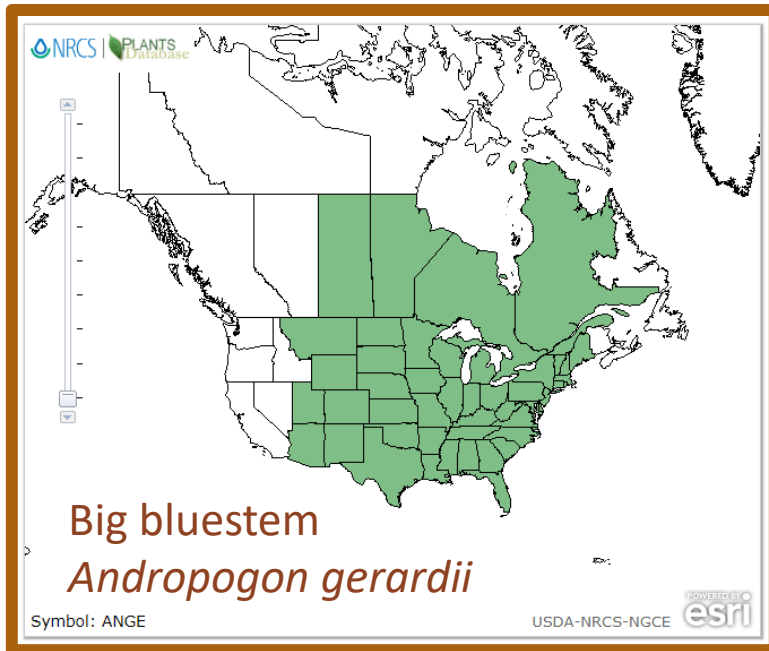 NRCS | PLANTS
Database
Big bluestem
Andropogon gerardii
Symbol: ANGE
USDA-NRCS-NGCE
POWERED BY
esri